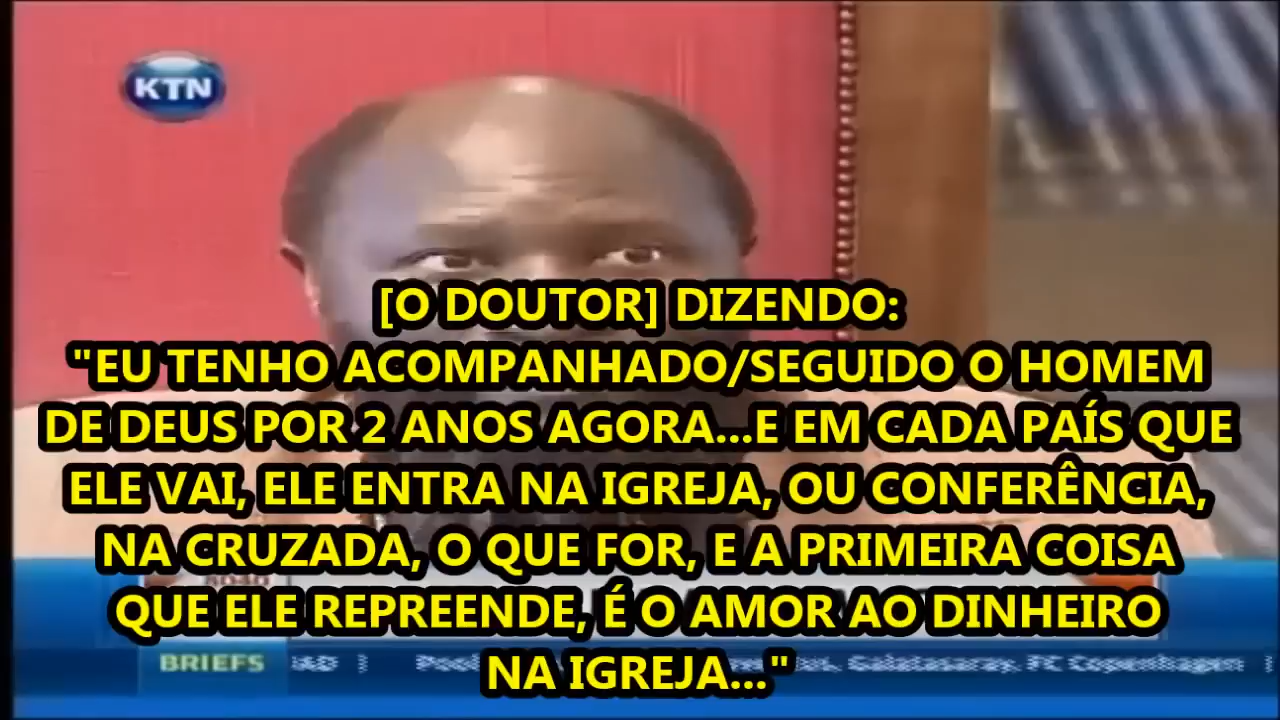 KTN
[O DOUTOR] DIZENDO:
"EU TENHO ACOMPANHADO/SEGUIDO O HOMEM
DE DEUS POR 2 ANOS AGORA...E EM CADA PAÍS QUE
ELE VAI, ELE ENTRA NA IGREJA, OU CONFERÊNCIA,
NA CRUZADA, O QUE FOR, E A PRIMEIRA COISA
QUE ELE REPREENDE, É O AMOR AO DINHEIRO
NA IGREJA..."
BRIEFS Galatasaray, FC Copenhagen